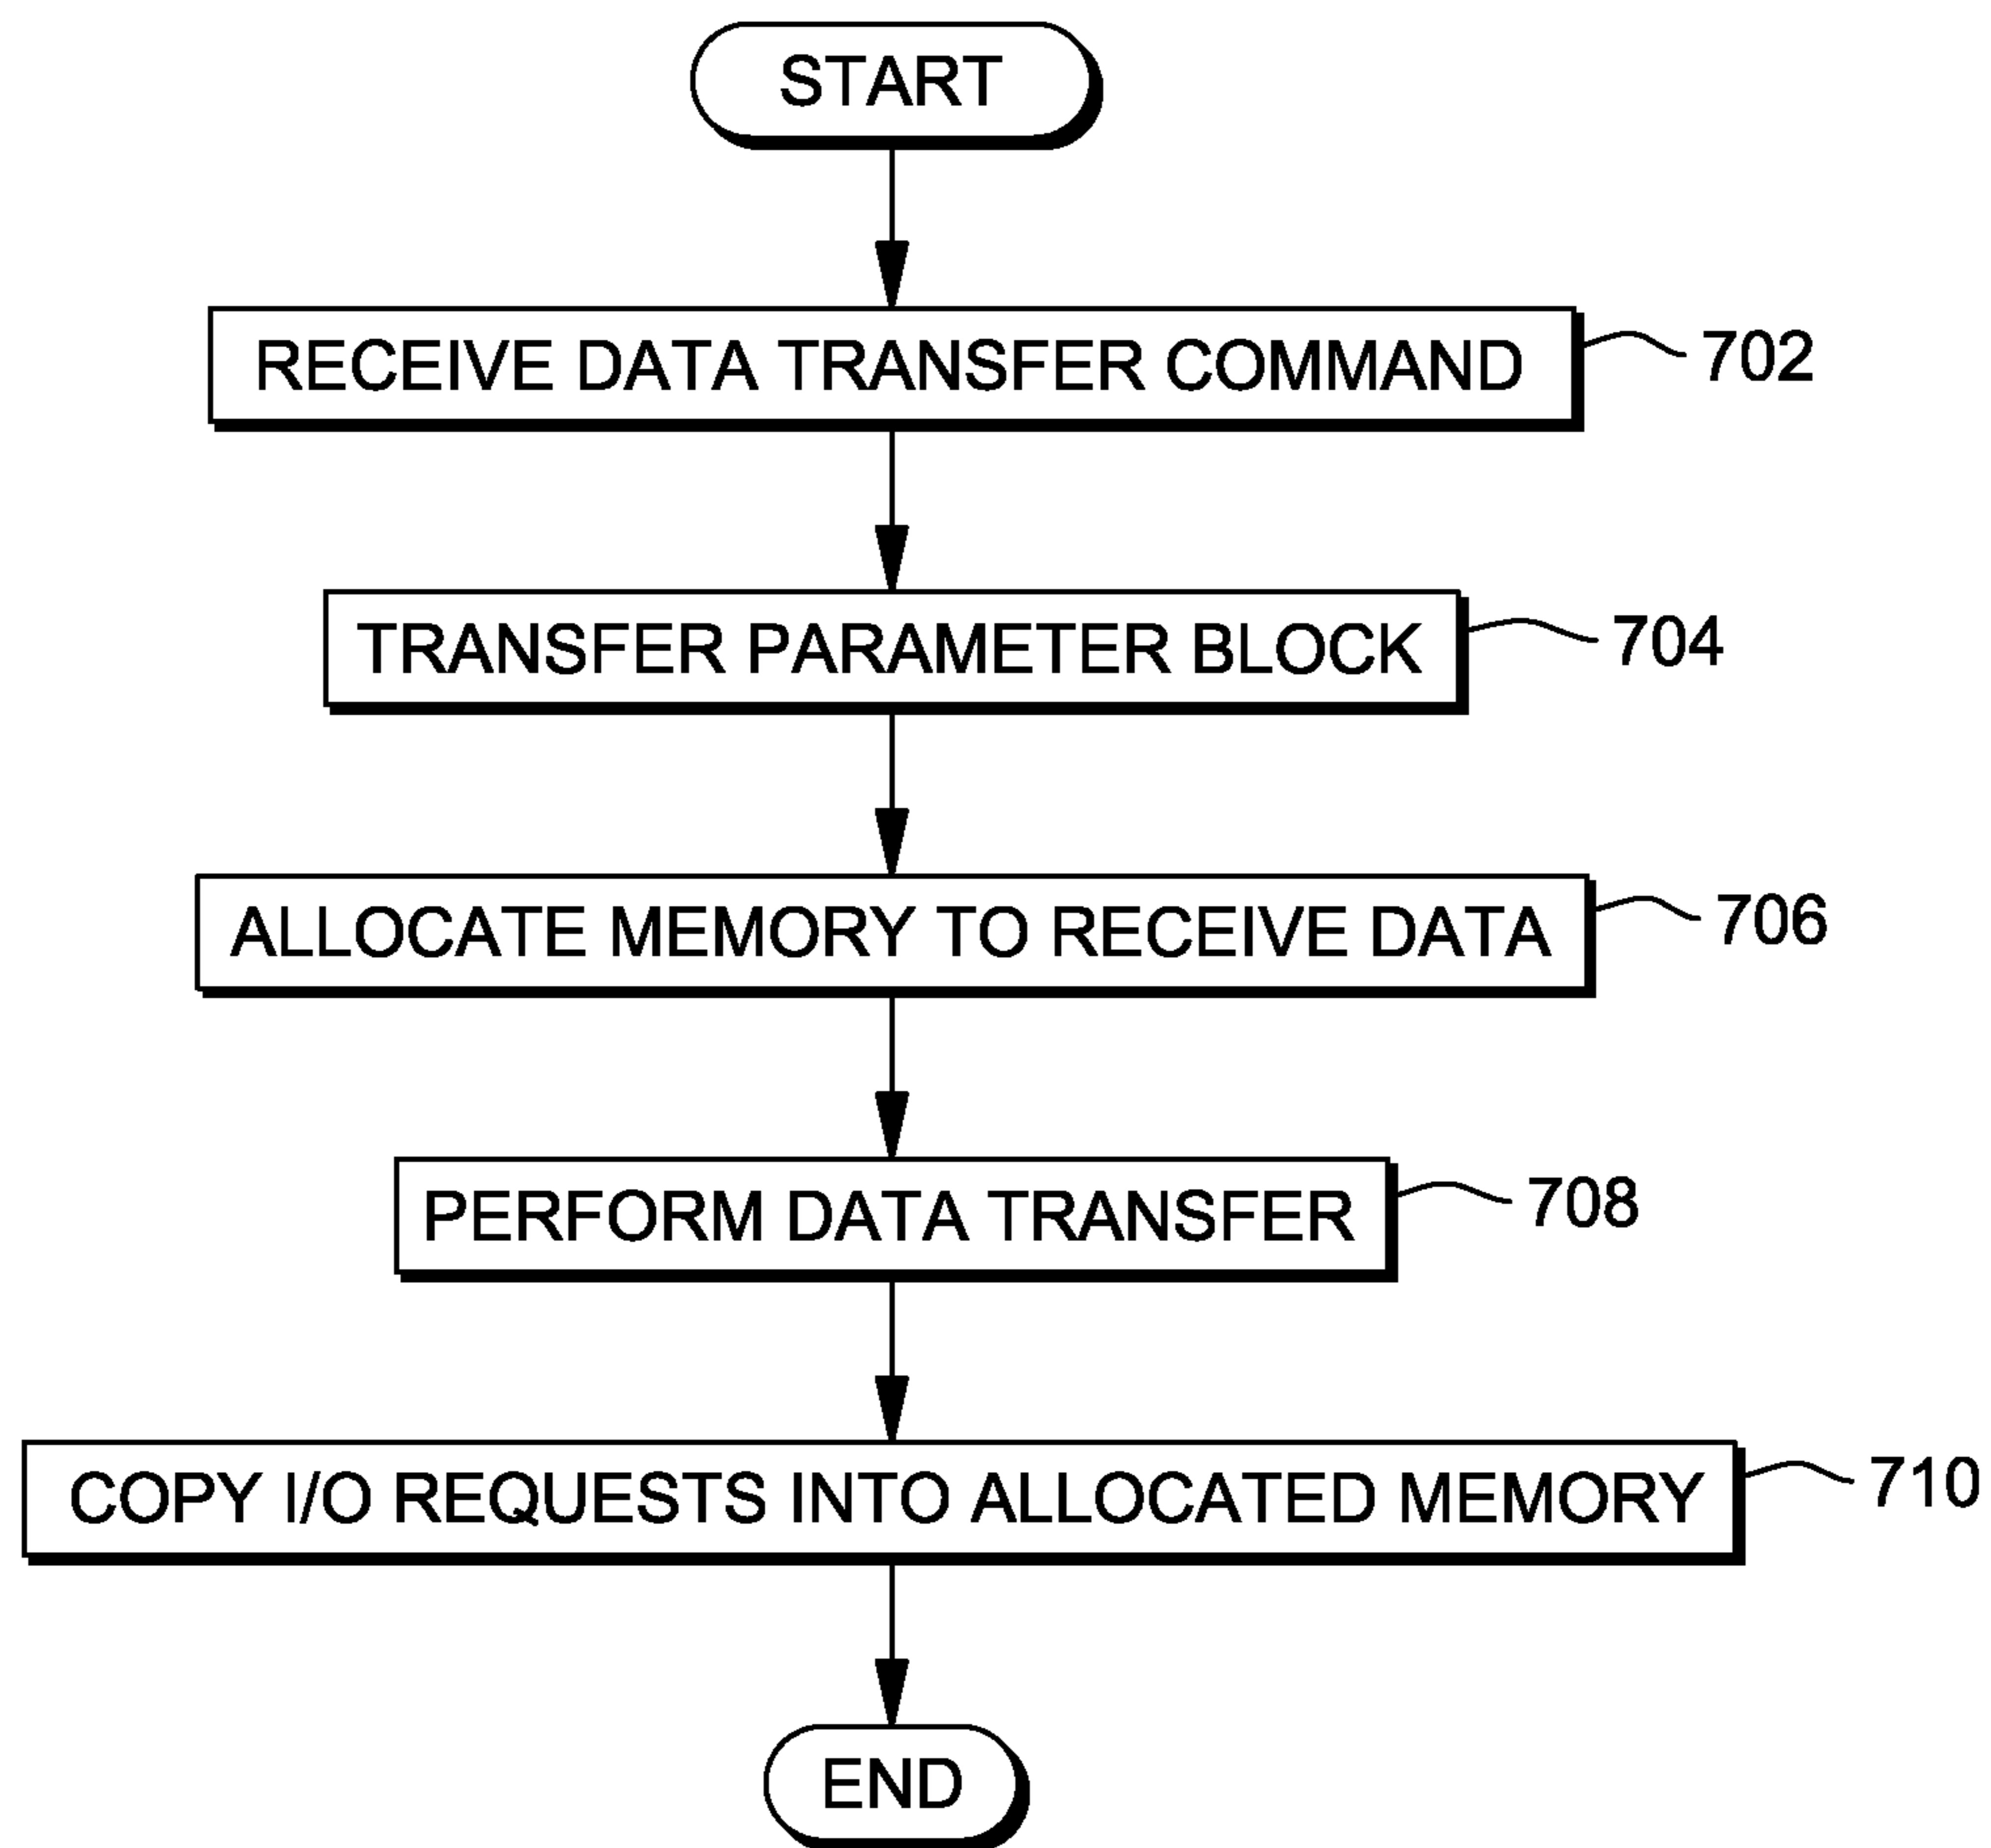 START
RECEIVE DATA TRANSFER COMMAND 702
TRANSFER PARAMETER BLOCK 704
ALLOCATE MEMORY TO RECEIVE DATA 706
PERFORM DATA TRANSFER 708
COPY I/O REQUESTS INTO ALLOCATED MEMORY 710
END